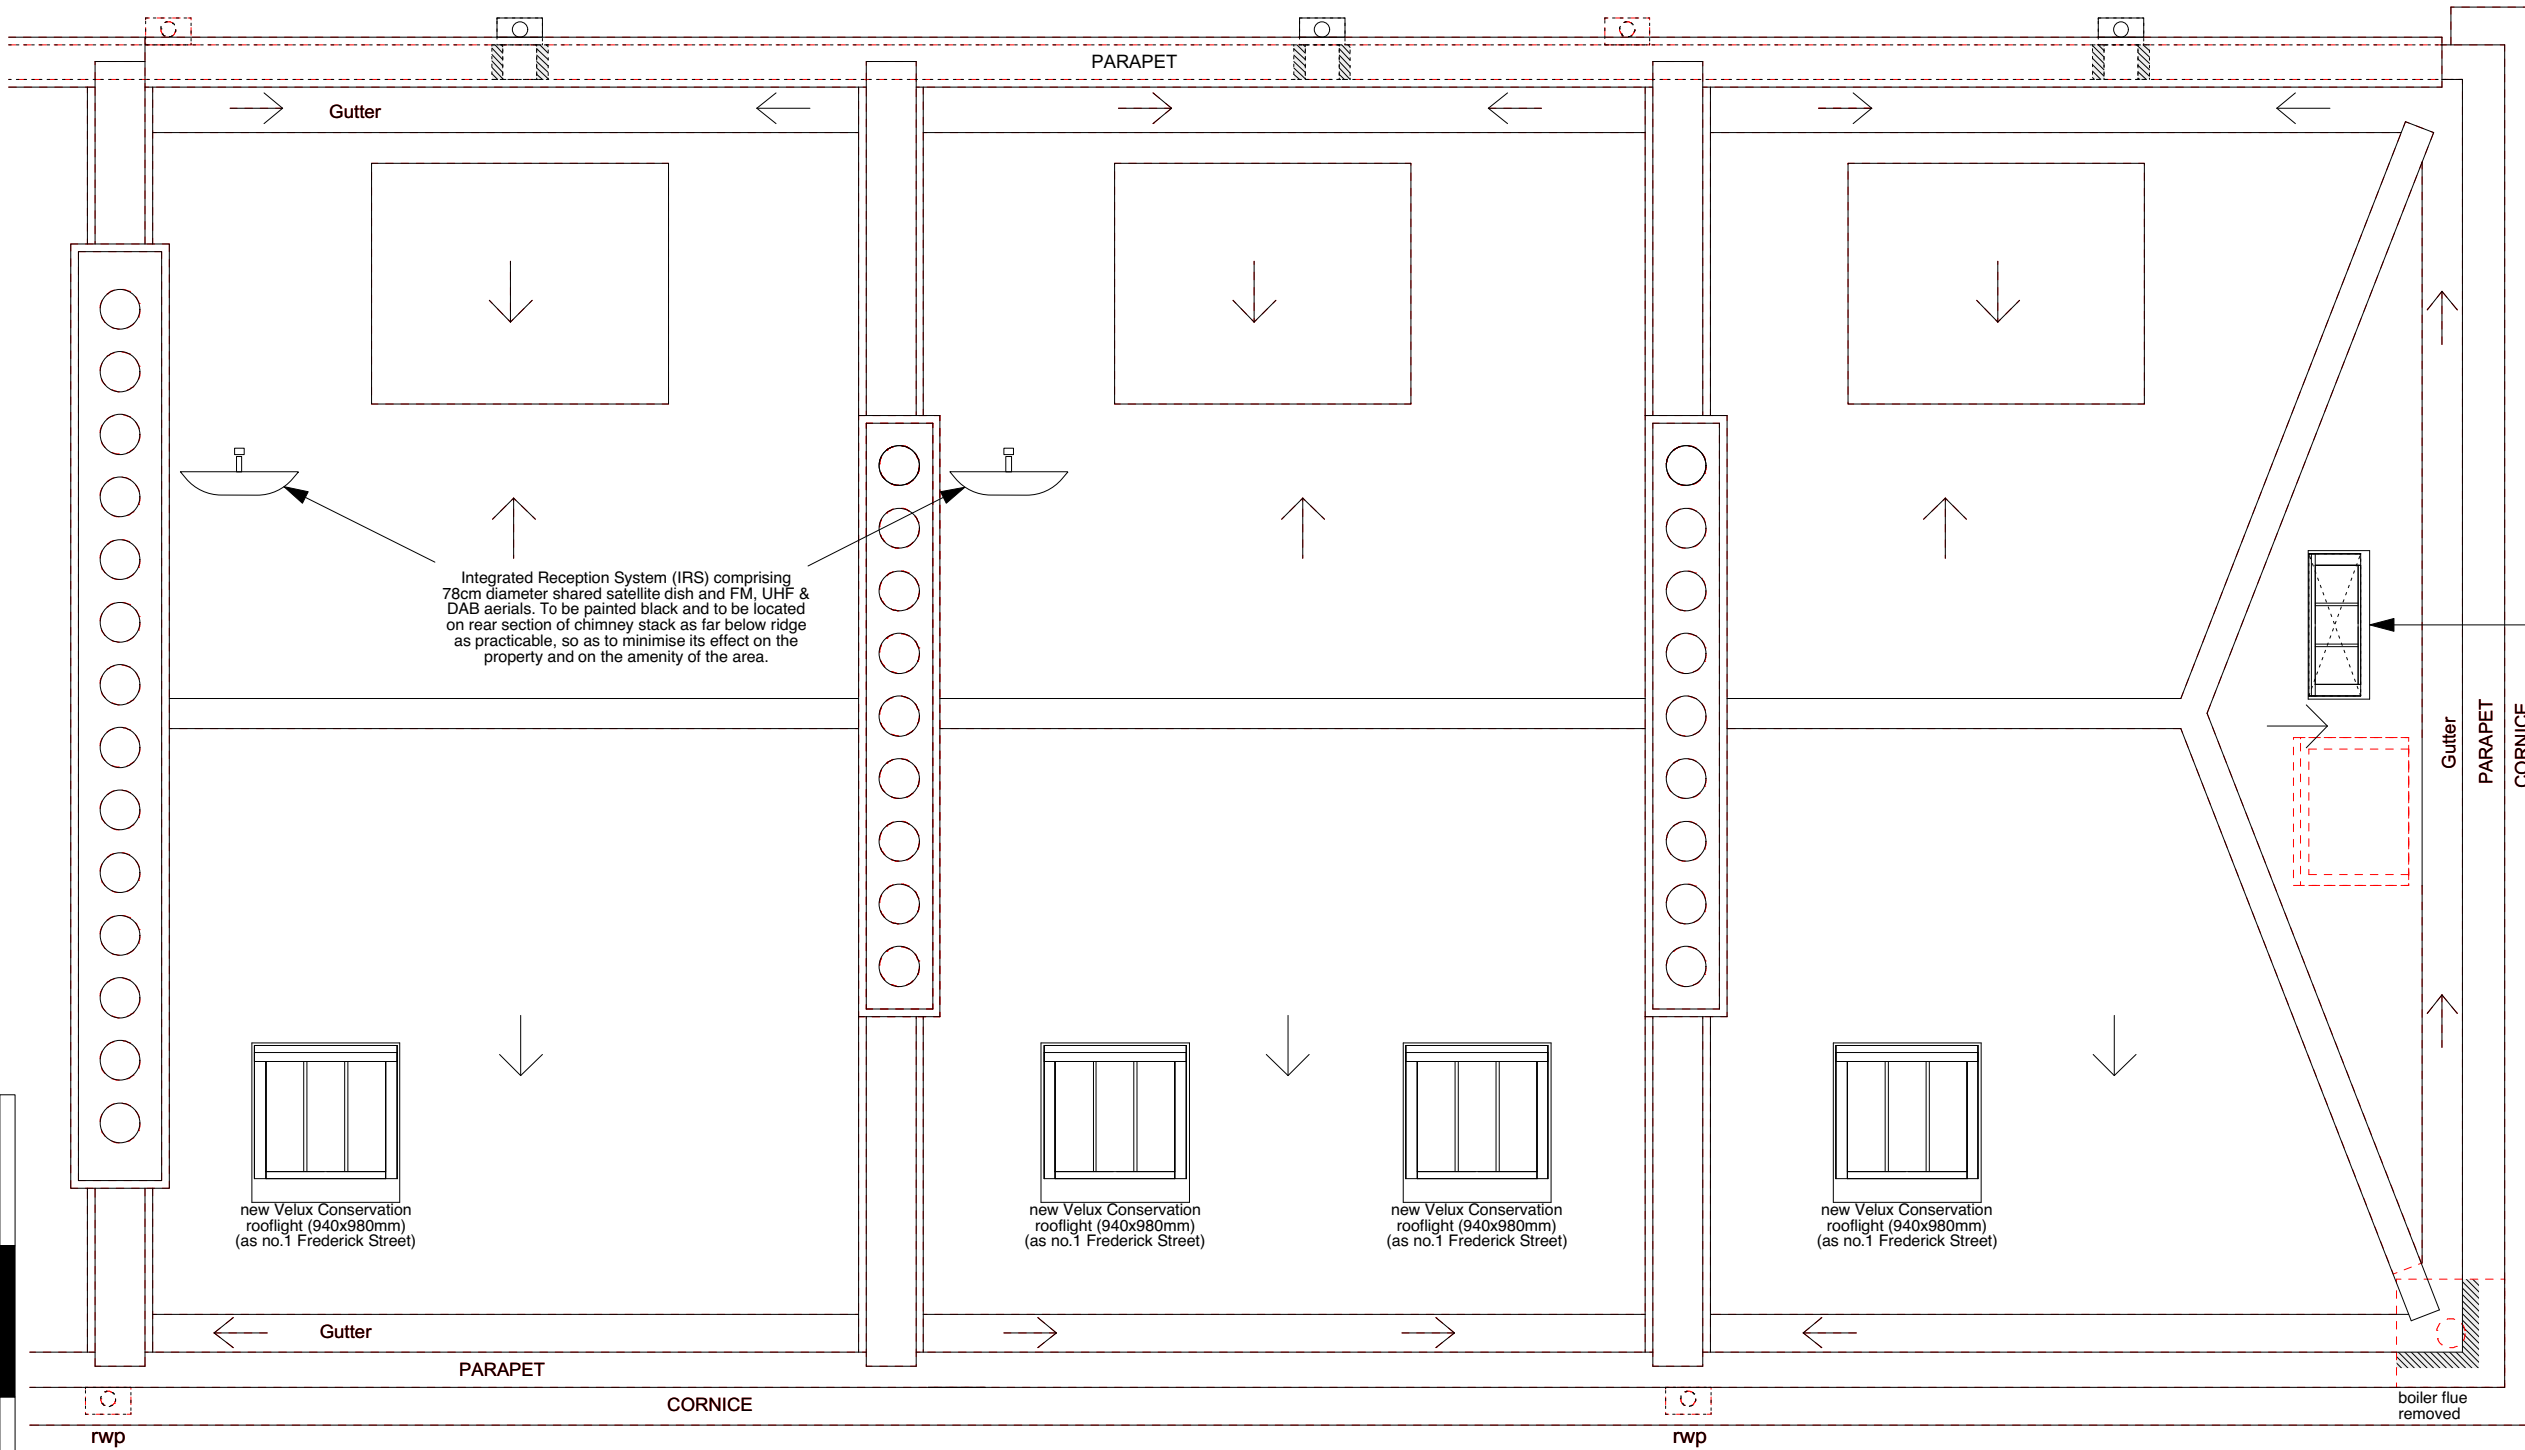 PARAPET
Gutter
Integrated Reception System (IRS) comprising
78cm diameter shared satellite dish and FM, UHF &
DAB aerials. To be painted black and to be located
on rear section of chimney stack as far below ridge
as practicable, so as to minimise its effect on the
property and on the amenity of the area.
Gutter
PARAPET
CORNICE
new Velux Conservation
rooflight (940x980mm)
(as no.1 Frederick Street)
new Velux Conservation
rooflight (940x980mm)
(as no.1 Frederick Street)
new Velux Conservation
rooflight (940x980mm)
(as no.1 Frederick Street)
new Velux Conservation
rooflight (940x980mm)
(as no.1 Frederick Street)
Gutter
PARAPET
CORNICE
boiler flue
removed
rwp
rwp